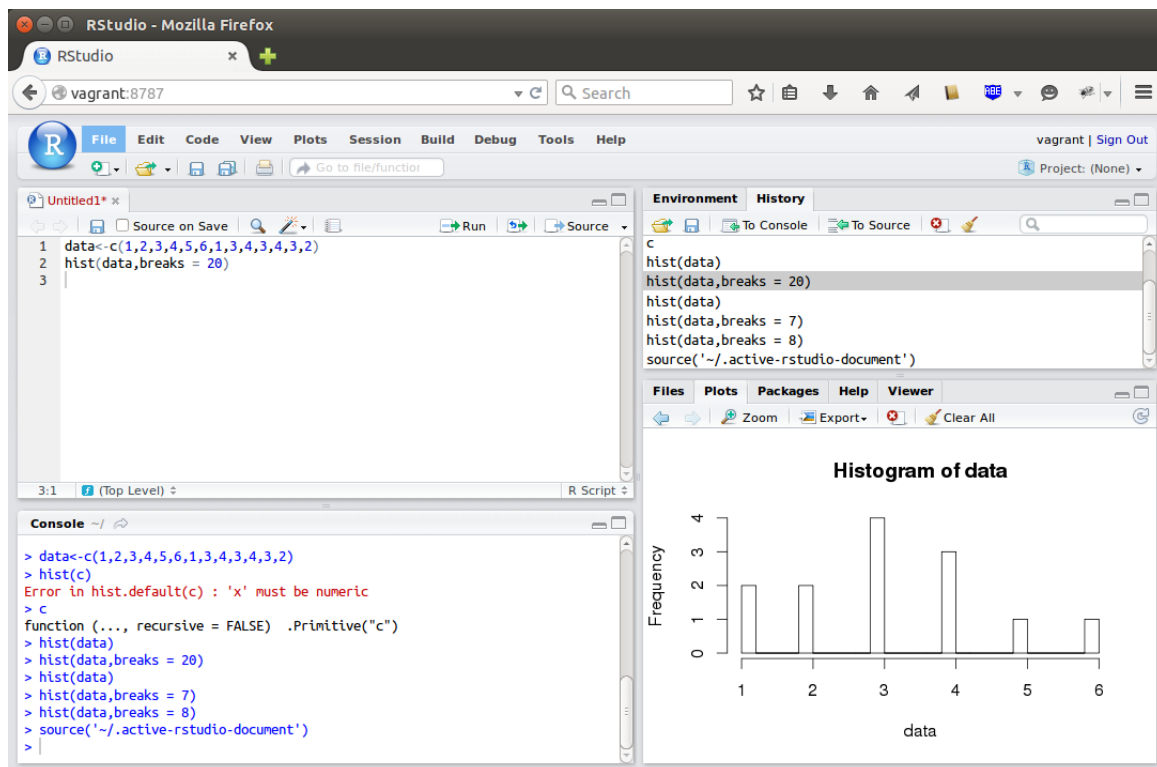 RStudio - Mozilla Firefox
RStudio
vagrant:8787
Search
ABE
R
File Edit Code View Plots Session Build Debug Tools Help
vagrant | Sign Out
Go to file/function
Project: (None)
Untitled1*
Source on Save
Run
Source
1 data<-c(1,2,3,4,5,6,1,3,4,3,4,3,2)
2 hist(data,breaks = 20)
3
3:1 (Top Level)
R Script
Console ~/
> data<-c(1,2,3,4,5,6,1,3,4,3,4,3,2)
> hist(c)
Error in hist.default(c) : 'x' must be numeric
> c
function (..., recursive = FALSE)  .Primitive("c")
> hist(data)
> hist(data,breaks = 20)
> hist(data)
> hist(data,breaks = 7)
> hist(data,breaks = 8)
> source('~/.active-rstudio-document')
>
Environment History
To Console To Source
c
hist(data)
hist(data,breaks = 20)
hist(data)
hist(data,breaks = 7)
hist(data,breaks = 8)
source('~/.active-rstudio-document')
Files Plots Packages Help Viewer
Zoom Export Clear All
Histogram of data
Frequency
4
3
2
1
0
1 2 3 4 5 6
data